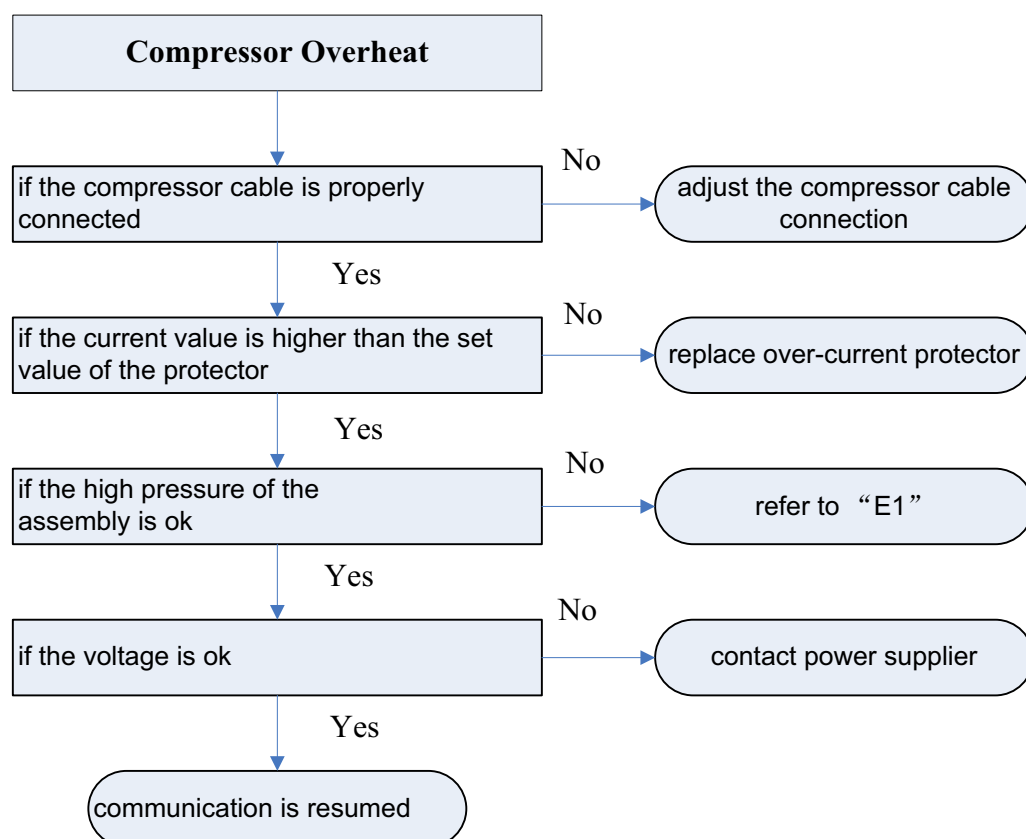 Compressor Overheat
No
if the compressor cable is properly
connected
adjust the compressor cable
connection
Yes
No
if the current value is higher than the set
value of the protector
replace over-current protector
Yes
No
if the high pressure of the
assembly is ok
refer to “E1”
Yes
No
if the voltage is ok
contact power supplier
Yes
communication is resumed